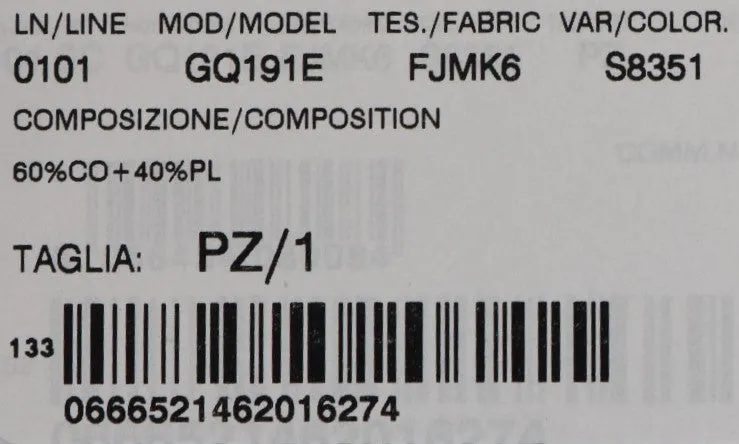 LN/LINE MOD/MODEL TES./FABRIC VAR/COLOR.
0101 GQ191E FJMK6 S8351
COMPOSIZIONE/COMPOSITION
60%CO+40%PL
TAGLIA: PZ/1
133
0666521462016274